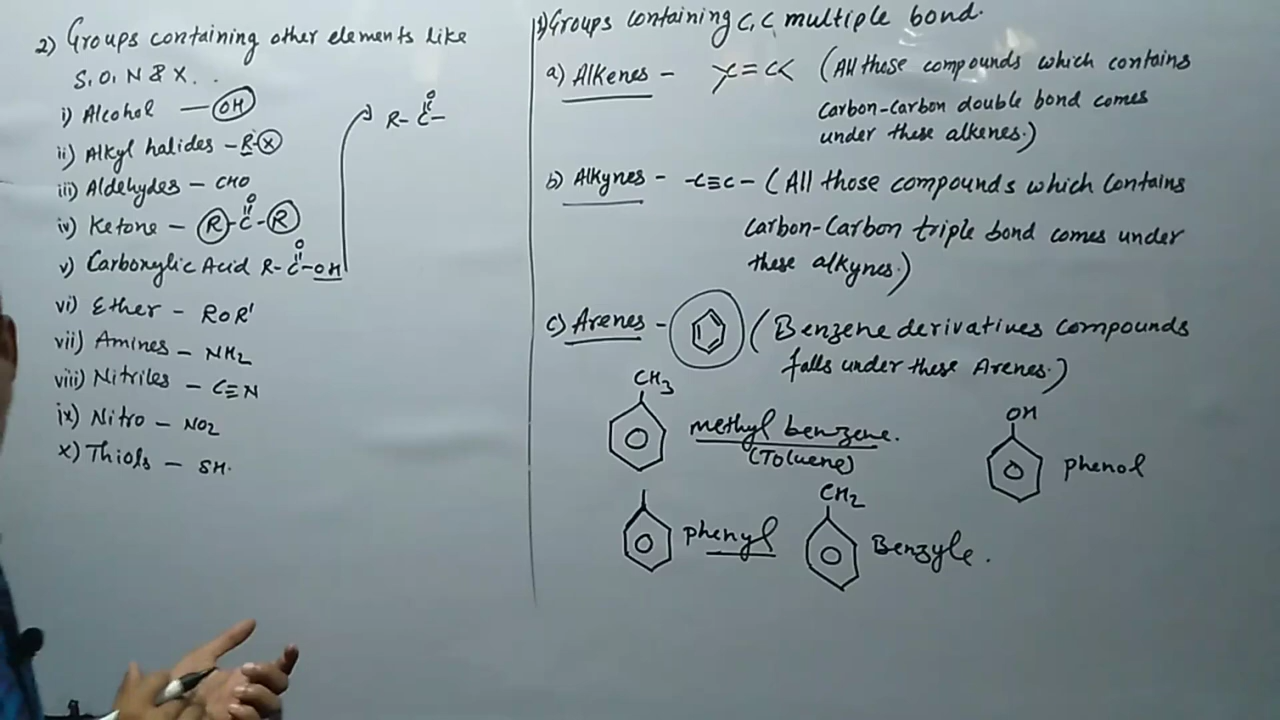 2) Groups containing other elements like
S, O, N & X.
i) Alcohol — OH
ii) Alkyl halides - R-X
iii) Aldehydes - CHO
iv) Ketone - R-C-R
O
v) Carboxylic Acid R-C-OH
O
R-C-
O
vi) Ether - ROR'
vii) Amines - NH2
viii) Nitriles - C≡N
ix) Nitro - NO2
x) Thiols - SH.
1) Groups containing C, C multiple bond.
a) Alkenes - >C=C< (All those compounds which contains
carbon-carbon double bond comes
under these alkenes.)
b) Alkynes - -C≡C- (All those compounds which contains
carbon-carbon triple bond comes under
these alkynes.)
c) Arenes - (Benzene derivatives compounds
falls under these Arenes.)
CH3
methyl benzene.
(Toluene)
OH
phenol
phenyl
CH2
Benzyle.